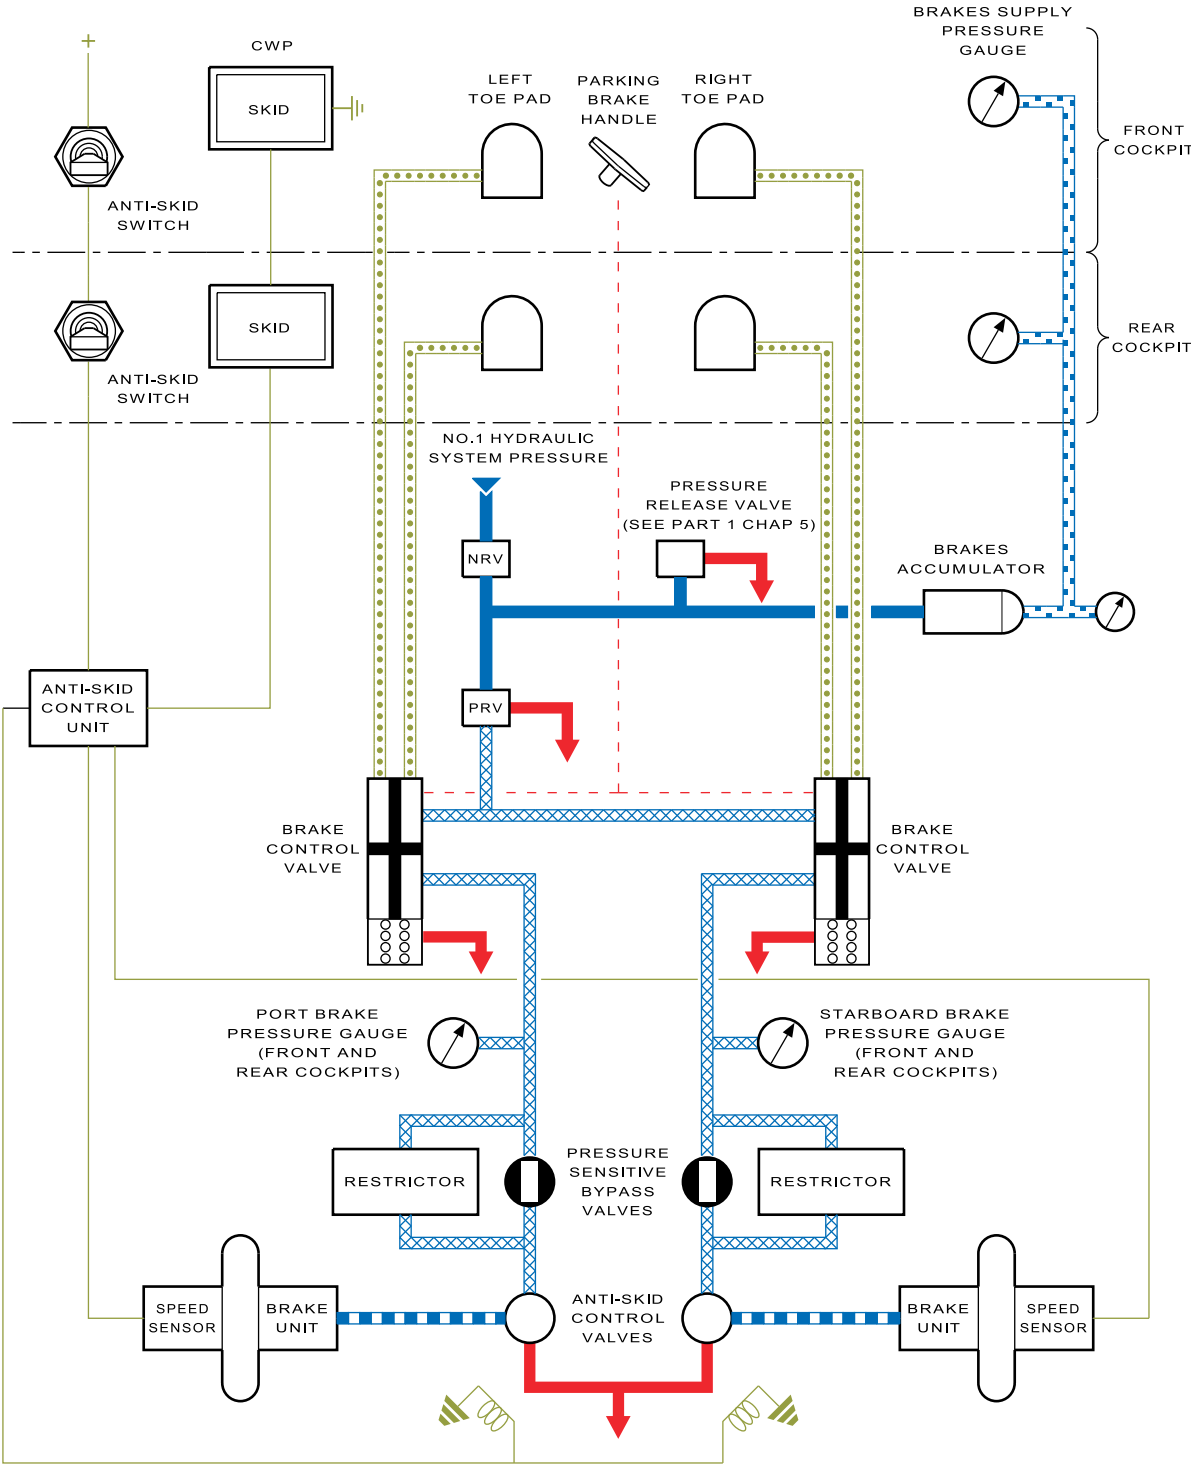 BRAKES SUPPLY
PRESSURE
GAUGE
CWP
SKID
LEFT
TOE PAD
PARKING
BRAKE
HANDLE
RIGHT
TOE PAD
FRONT
COCKPIT
ANTI-SKID
SWITCH
SKID
REAR
COCKPIT
ANTI-SKID
SWITCH
NO.1 HYDRAULIC
SYSTEM PRESSURE
PRESSURE
RELEASE VALVE
(SEE PART 1 CHAP 5)
NRV
BRAKES
ACCUMULATOR
ANTI-SKID
CONTROL
UNIT
PRV
BRAKE
CONTROL
VALVE
BRAKE
CONTROL
VALVE
PORT BRAKE
PRESSURE GAUGE
(FRONT AND
REAR COCKPITS)
STARBOARD BRAKE
PRESSURE GAUGE
(FRONT AND
REAR COCKPITS)
RESTRICTOR
PRESSURE
SENSITIVE
BYPASS
VALVES
RESTRICTOR
SPEED
SENSOR
BRAKE
UNIT
ANTI-SKID
CONTROL
VALVES
BRAKE
UNIT
SPEED
SENSOR